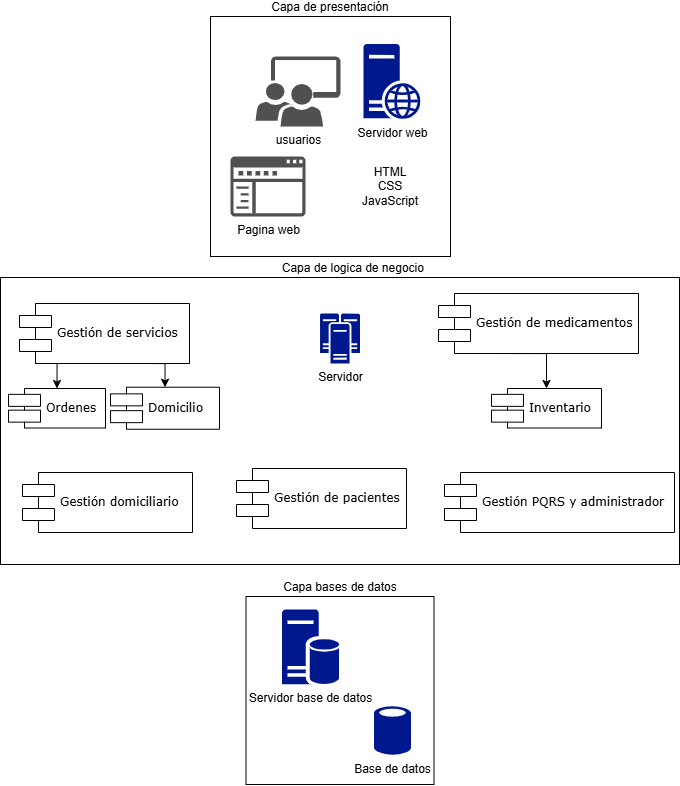 Capa de presentación
usuarios
Servidor web
Pagina web
HTML
CSS
JavaScript
Capa de logica de negocio
Gestión de servicios
Servidor
Gestión de medicamentos
Ordenes
Domicilio
Inventario
Gestión domiciliario
Gestión de pacientes
Gestión PQRS y administrador
Capa bases de datos
Servidor base de datos
Base de datos